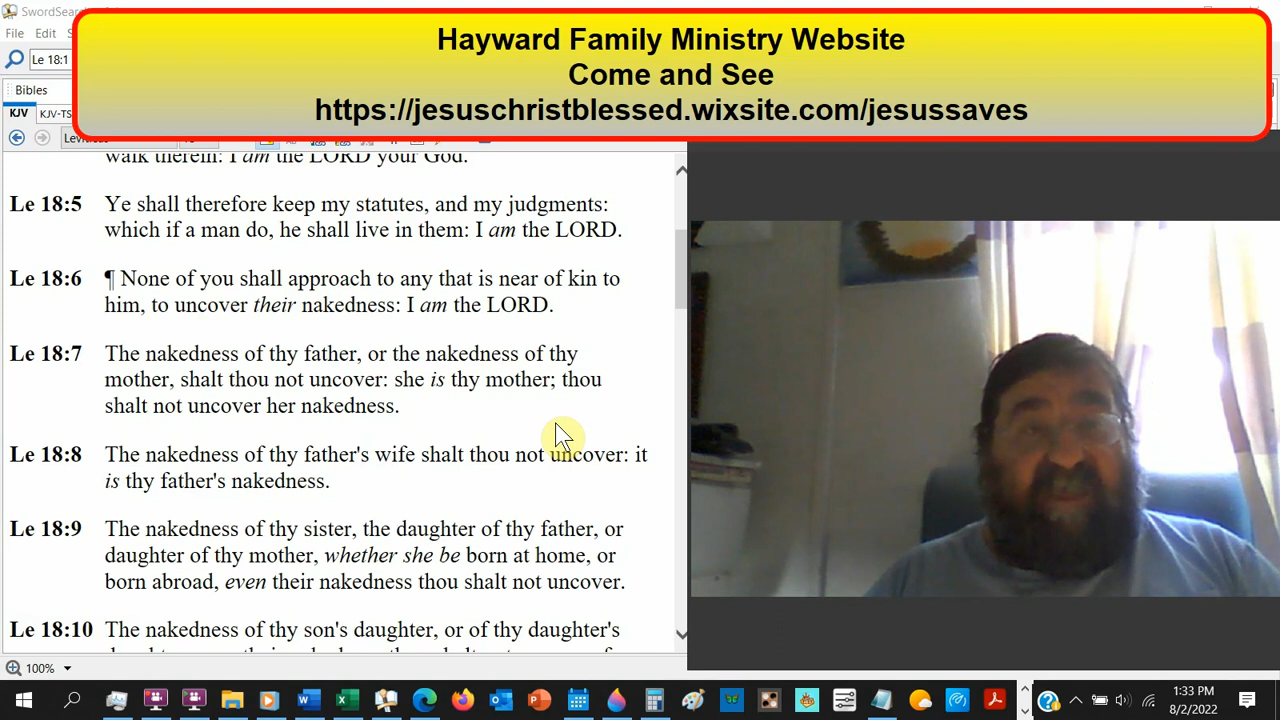 SwordSear
Hayward Family Ministry Website
Come and See
https://jesuschristblessed.wixsite.com/jesussaves
File Edit
Le 18:1
Bibles
KJV KJV-TS
walk therein: I am the LORD your God.
Le 18:5 Ye shall therefore keep my statutes, and my judgments:
which if a man do, he shall live in them: I am the LORD.
Le 18:6 ¶ None of you shall approach to any that is near of kin to
him, to uncover their nakedness: I am the LORD.
Le 18:7 The nakedness of thy father, or the nakedness of thy
mother, shalt thou not uncover: she is thy mother; thou
shalt not uncover her nakedness.
Le 18:8 The nakedness of thy father's wife shalt thou not uncover: it
is thy father's nakedness.
Le 18:9 The nakedness of thy sister, the daughter of thy father, or
daughter of thy mother, whether she be born at home, or
born abroad, even their nakedness thou shalt not uncover.
Le 18:10 The nakedness of thy son's daughter, or of thy daughter's
100%
1:33 PM
8/2/2022